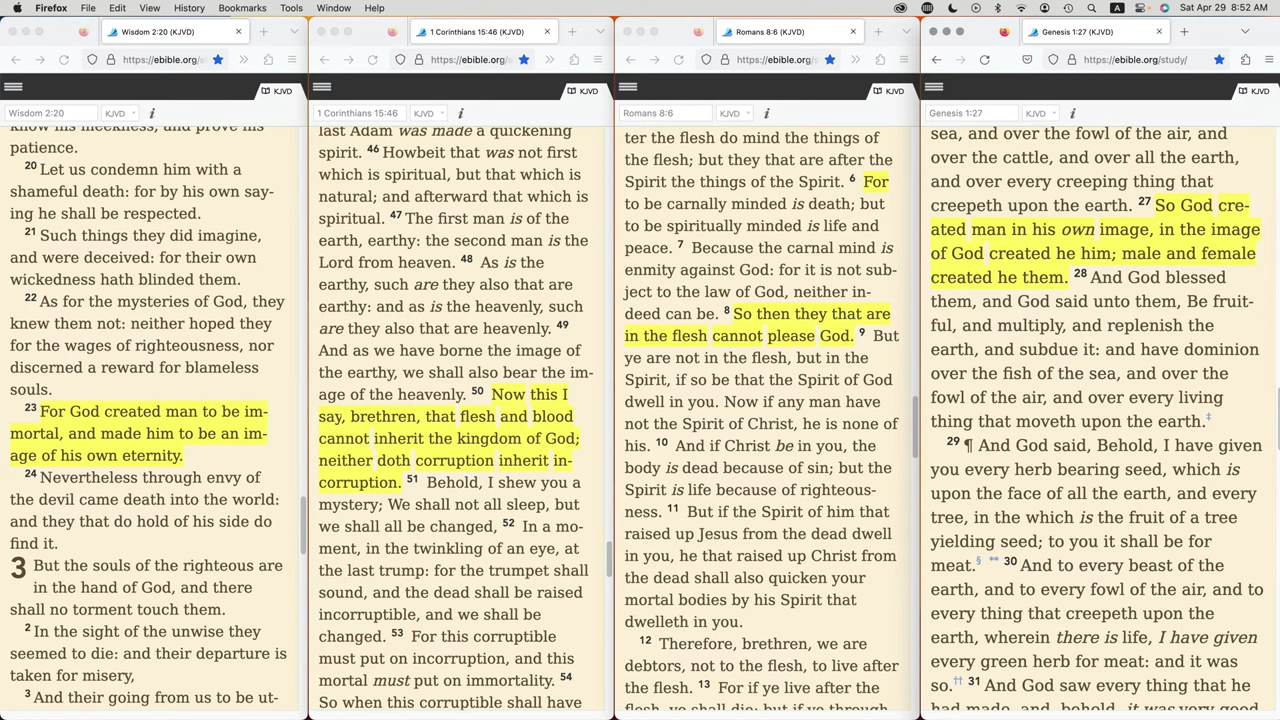 Firefox File Edit View History Bookmarks Tools Window Help A Sat Apr 29 8:52 AM
Wisdom 2:20 (KJVD)
https://ebible.org/
KJVD
Wisdom 2:20 KJVD i
know his meekness, and prove his
patience.
20 Let us condemn him with a
shameful death: for by his own say-
ing he shall be respected.
21 Such things they did imagine,
and were deceived: for their own
wickedness hath blinded them.
22 As for the mysteries of God, they
knew them not: neither hoped they
for the wages of righteousness, nor
discerned a reward for blameless
souls.
23 For God created man to be im-
mortal, and made him to be an im-
age of his own eternity.
24 Nevertheless through envy of
the devil came death into the world:
and they that do hold of his side do
find it.
3 But the souls of the righteous are
in the hand of God, and there
shall no torment touch them.
2 In the sight of the unwise they
seemed to die: and their departure is
taken for misery,
3 And their going from us to be ut-
1 Corinthians 15:46 (KJVD)
https://ebible.org/s
KJVD
1 Corinthians 15:46 KJVD i
last Adam was made a quickening
spirit. 46 Howbeit that was not first
which is spiritual, but that which is
natural; and afterward that which is
spiritual. 47 The first man is of the
earth, earthy: the second man is the
Lord from heaven. 48 As is the
earthy, such are they also that are
earthy: and as is the heavenly, such
are they also that are heavenly. 49
And as we have borne the image of
the earthy, we shall also bear the im-
age of the heavenly. 50 Now this I
say, brethren, that flesh and blood
cannot inherit the kingdom of God;
neither doth corruption inherit in-
corruption. 51 Behold, I shew you a
mystery; We shall not all sleep, but
we shall all be changed, 52 In a mo-
ment, in the twinkling of an eye, at
the last trump: for the trumpet shall
sound, and the dead shall be raised
incorruptible, and we shall be
changed. 53 For this corruptible
must put on incorruption, and this
mortal must put on immortality. 54
So when this corruptible shall have
Romans 8:6 (KJVD)
https://ebible.org/s
KJVD
Romans 8:6 KJVD i
ter the flesh do mind the things of
the flesh; but they that are after the
Spirit the things of the Spirit. 6 For
to be carnally minded is death; but
to be spiritually minded is life and
peace. 7 Because the carnal mind is
enmity against God: for it is not sub-
ject to the law of God, neither in-
deed can be. 8 So then they that are
in the flesh cannot please God. 9 But
ye are not in the flesh, but in the
Spirit, if so be that the Spirit of God
dwell in you. Now if any man have
not the Spirit of Christ, he is none of
his. 10 And if Christ be in you, the
body is dead because of sin; but the
Spirit is life because of righteous-
ness. 11 But if the Spirit of him that
raised up Jesus from the dead dwell
in you, he that raised up Christ from
the dead shall also quicken your
mortal bodies by his Spirit that
dwelleth in you.
12 Therefore, brethren, we are
debtors, not to the flesh, to live after
the flesh. 13 For if ye live after the
flesh, ye shall die: but if ye through
Genesis 1:27 (KJVD)
https://ebible.org/study/
KJVD
Genesis 1:27 KJVD i
sea, and over the fowl of the air, and
over the cattle, and over all the earth,
and over every creeping thing that
creepeth upon the earth. 27 So God cre-
ated man in his own image, in the image
of God created he him; male and female
created he them. 28 And God blessed
them, and God said unto them, Be fruit-
ful, and multiply, and replenish the
earth, and subdue it: and have dominion
over the fish of the sea, and over the
fowl of the air, and over every living
thing that moveth upon the earth.‡
29 ¶ And God said, Behold, I have given
you every herb bearing seed, which is
upon the face of all the earth, and every
tree, in the which is the fruit of a tree
yielding seed; to you it shall be for
meat.§ ** 30 And to every beast of the
earth, and to every fowl of the air, and to
every thing that creepeth upon the
earth, wherein there is life, I have given
every green herb for meat: and it was
so.†† 31 And God saw every thing that he
had made, and, behold, it was very good